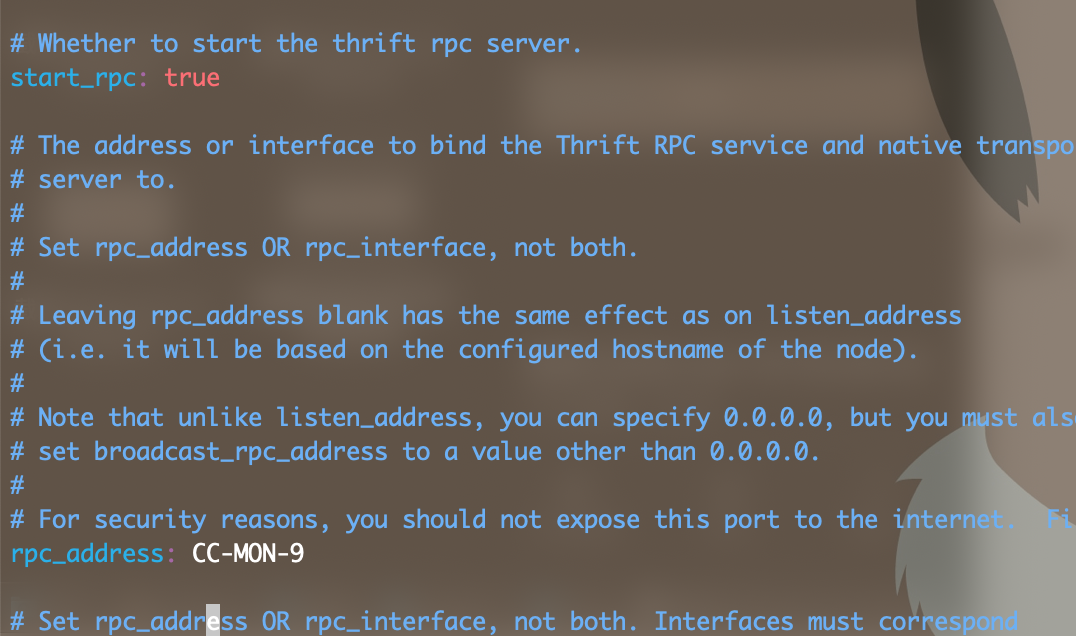 # Whether to start the thrift rpc server.
start_rpc: true
# The address or interface to bind the Thrift RPC service and native transpo
# server to.
#
# Set rpc_address OR rpc_interface, not both.
#
# Leaving rpc_address blank has the same effect as on listen_address
# (i.e. it will be based on the configured hostname of the node).
#
# Note that unlike listen_address, you can specify 0.0.0.0, but you must als
# set broadcast_rpc_address to a value other than 0.0.0.0.
#
# For security reasons, you should not expose this port to the internet.  Fi
rpc_address: CC-MON-9
# Set rpc_address OR rpc_interface, not both. Interfaces must correspond